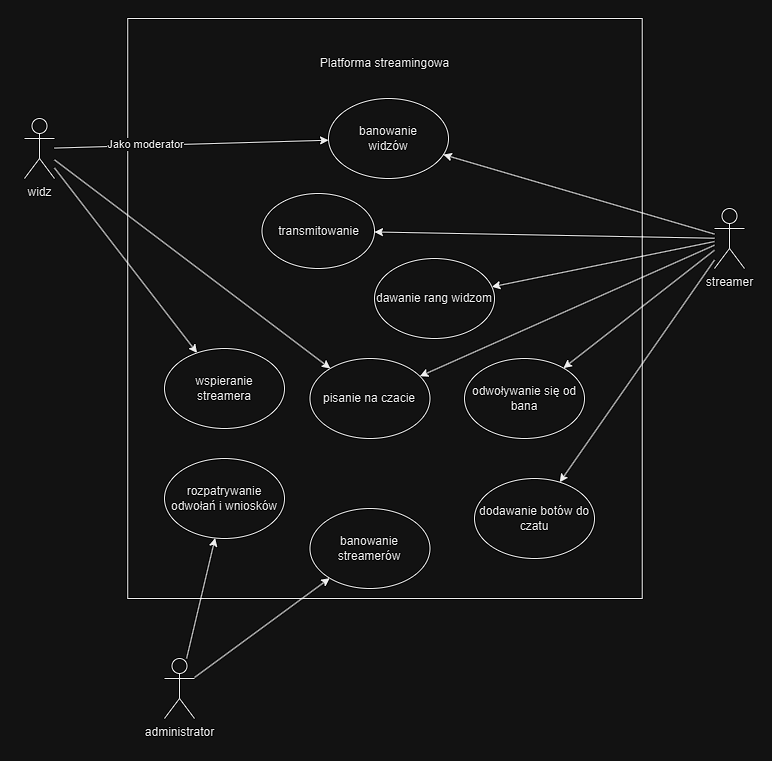 Platforma streamingowa
banowanie
widzów
Jako moderator
widz
transmitowanie
streamer
dawanie rang widzom
wspieranie
streamera
pisanie na czacie
odwoływanie się od
bana
rozpatrywanie
odwołań i wniosków
banowanie
streamerów
dodawanie botów do
czatu
administrator